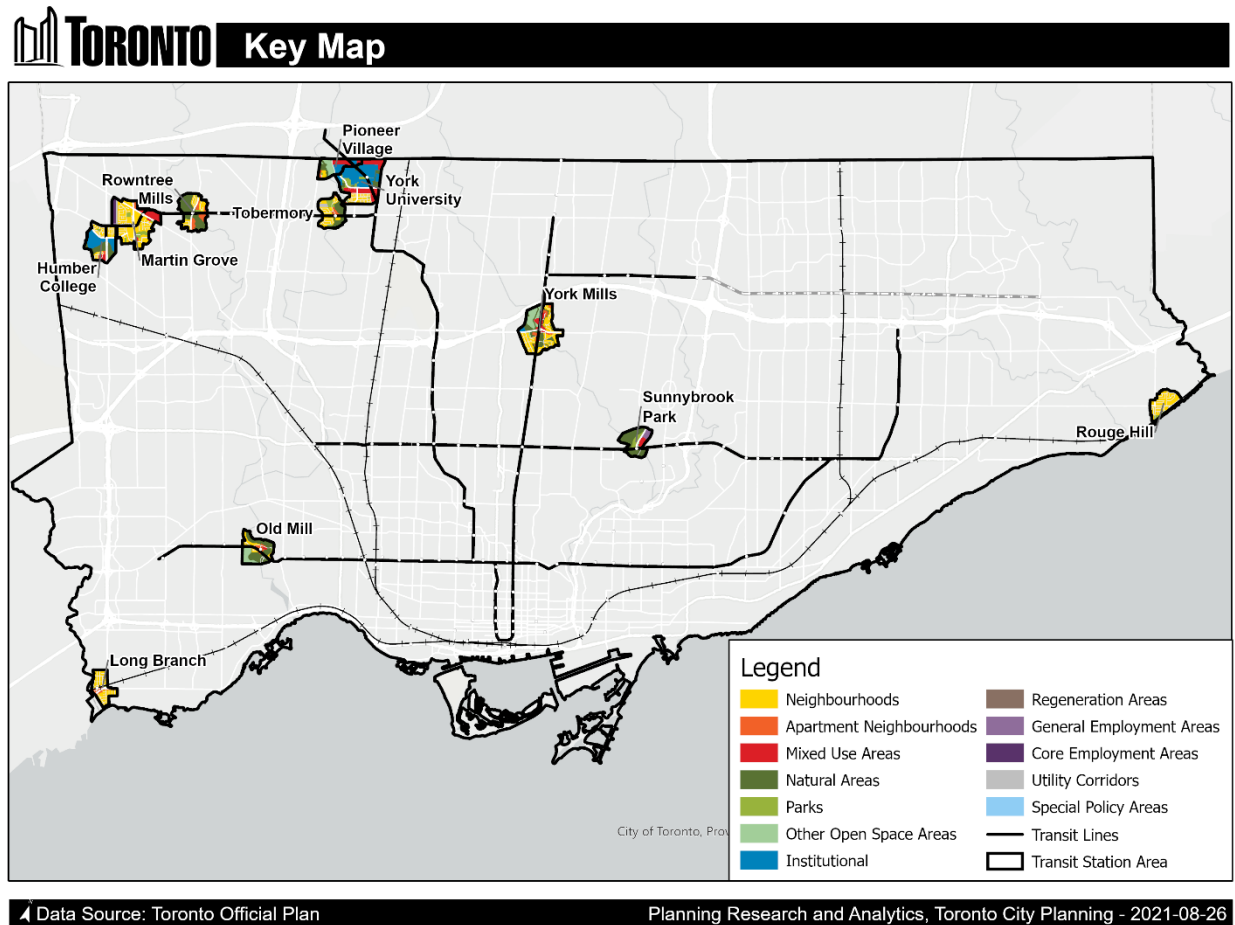 TORONTO Key Map
Pioneer
Village
Rowntree
Mills
York
University
Tobermory
Martin Grove
Humber
College
York Mills
Sunnybrook
Park
Rouge Hill
Old Mill
Long Branch
City of Toronto, Prov
Legend
Neighbourhoods
Apartment Neighbourhoods
Mixed Use Areas
Natural Areas
Parks
Other Open Space Areas
Institutional
Regeneration Areas
General Employment Areas
Core Employment Areas
Utility Corridors
Special Policy Areas
Transit Lines
Transit Station Area
N
Data Source: Toronto Official Plan
Planning Research and Analytics, Toronto City Planning - 2021-08-26